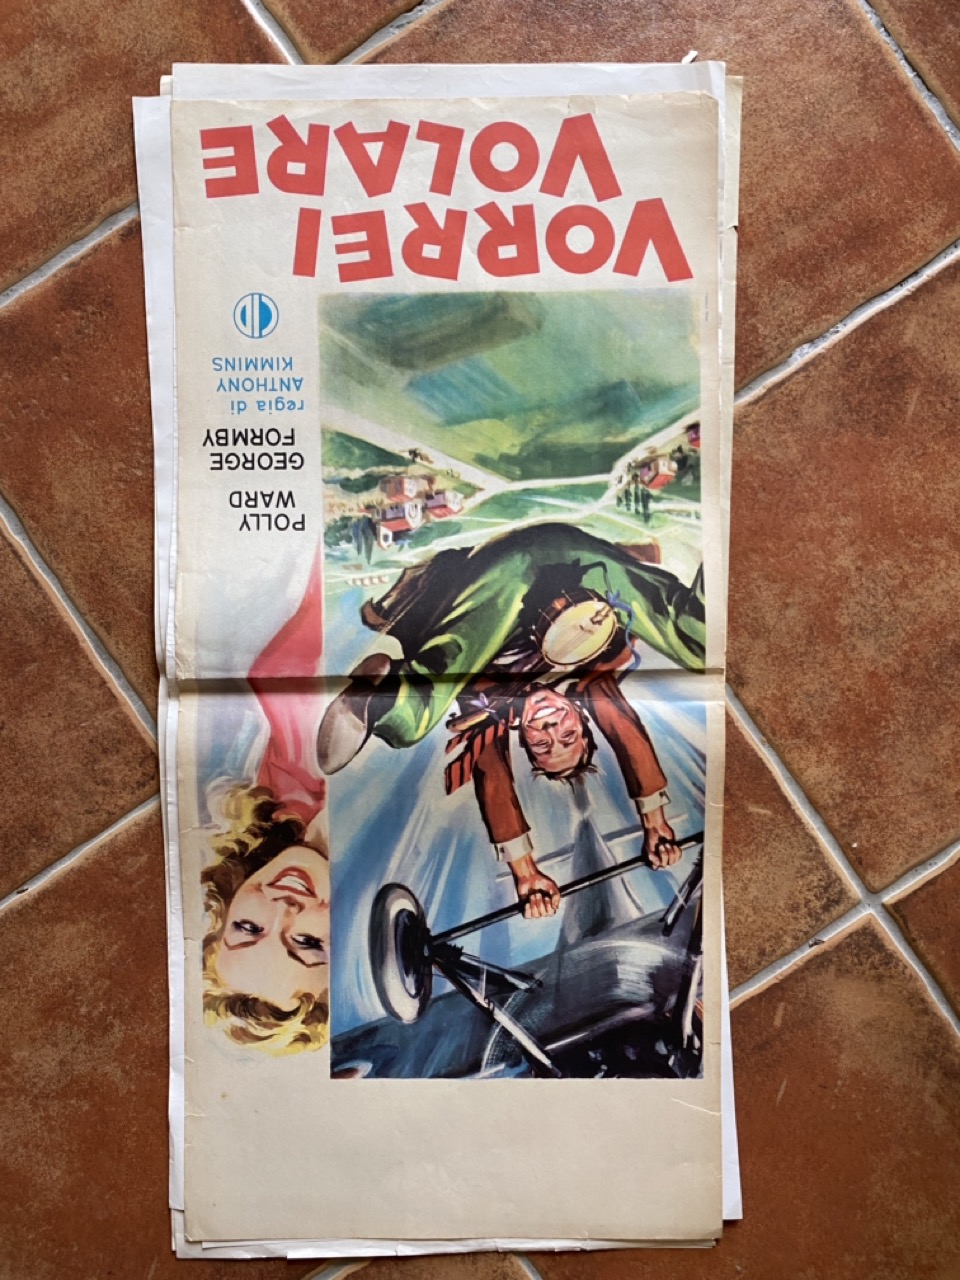 POLLY
WARD
GEORGE
FORMBY
regia di
ANTHONY
KIMMINS
VORREI
VOLARE